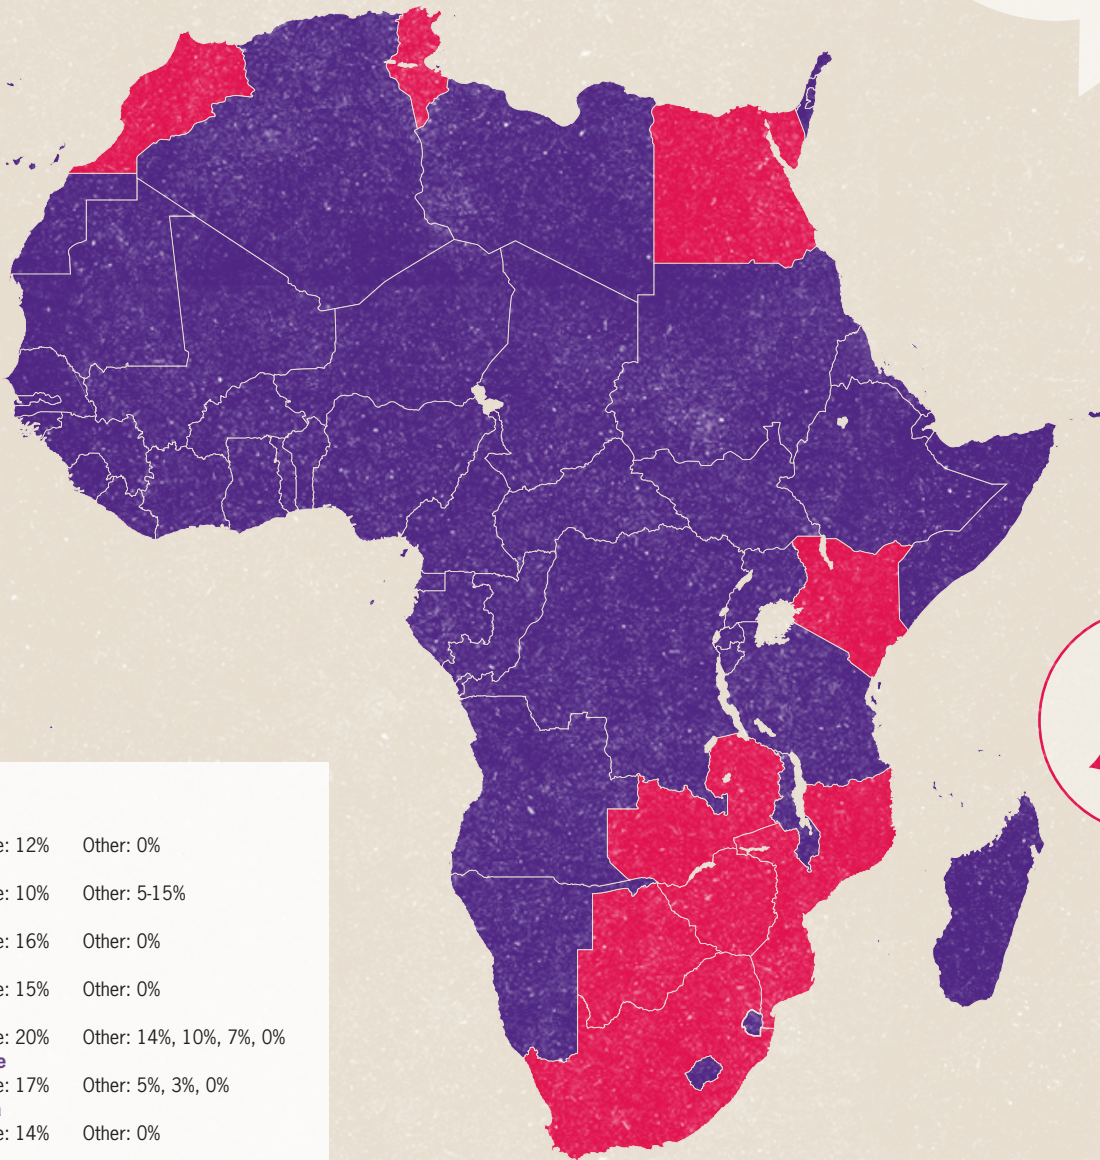 e: 12% Other: 0%
e: 10% Other: 5-15%
e: 16% Other: 0%
e: 15% Other: 0%
e: 20% Other: 14%, 10%, 7%, 0%
e
e: 17% Other: 5%, 3%, 0%
e: 14% Other: 0%